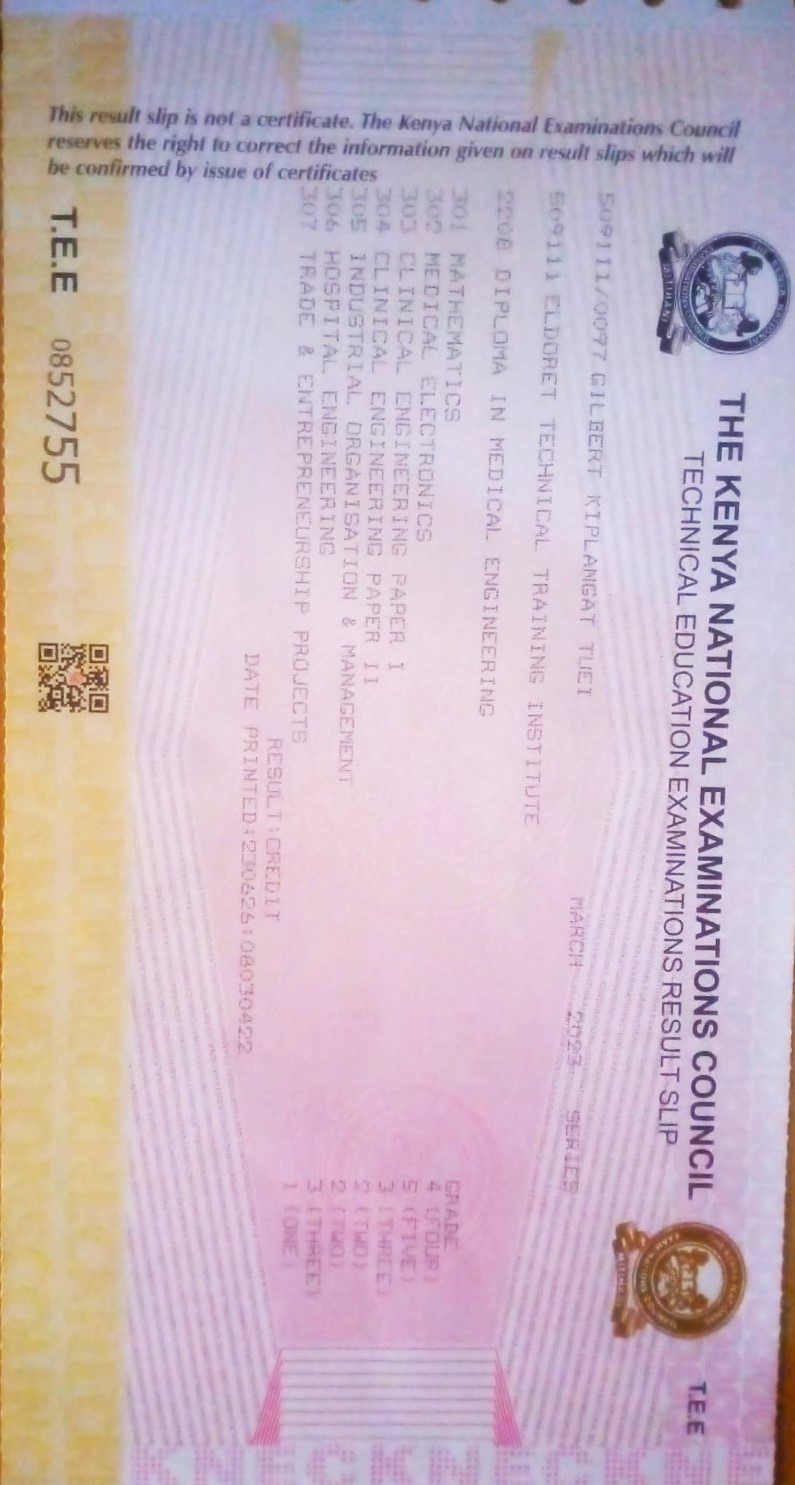 THE KENYA NATIONAL EXAMINATIONS COUNCIL
T.E.E
TECHNICAL EDUCATION EXAMINATIONS RESULT SLIP
509111/0097 GILBERT KIPLANGAT TUEI
MARCH 2023 SERIES
509111 ELDORET TECHNICAL TRAINING INSTITUTE
2208 DIPLOMA IN MEDICAL ENGINEERING
GRADE
301 MATHEMATICS 4 (FOUR)
302 MEDICAL ELECTRONICS 5 (FIVE)
303 CLINICAL ENGINEERING PAPER I 3 (THREE)
304 CLINICAL ENGINEERING PAPER II 2 (TWO)
305 INDUSTRIAL ORGANISATION & MANAGEMENT 2 (TWO)
306 HOSPITAL ENGINEERING 3 (THREE)
307 TRADE & ENTREPRENEURSHIP PROJECTS 1 (ONE)
RESULT:CREDIT
DATE PRINTED:230626:08030422
This result slip is not a certificate. The Kenya National Examinations Council
reserves the right to correct the information given on result slips which will
be confirmed by issue of certificates
T.E.E 0852755
KNECKNECKNE